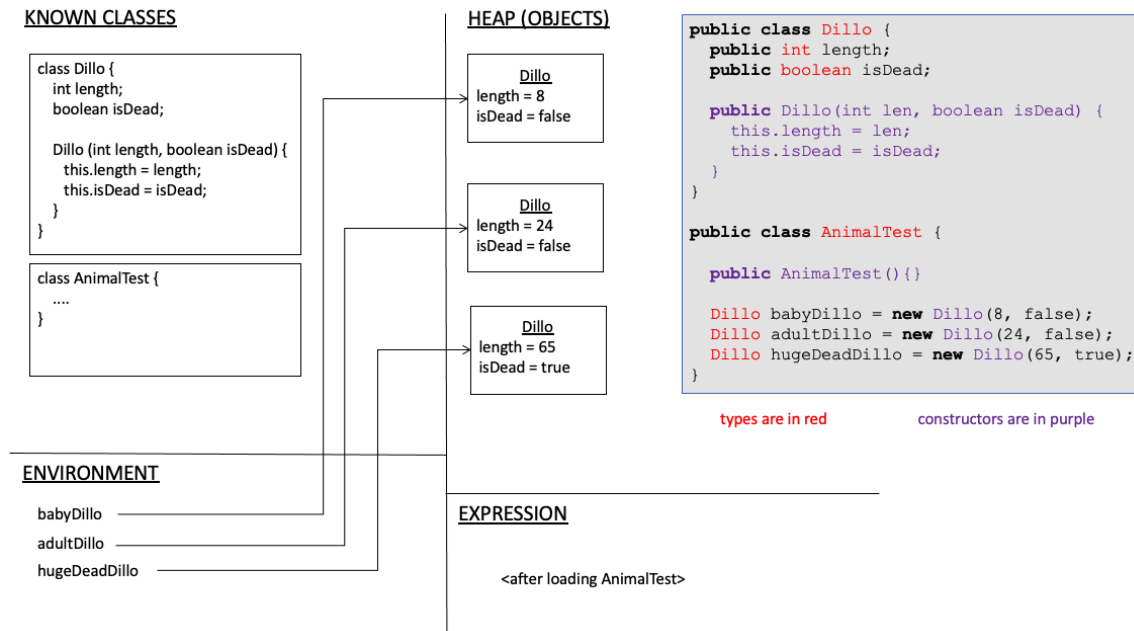 KNOWN CLASSES
class Dillo {
int length;
boolean isDead;
Dillo (int length, boolean isDead) {
this.length = length;
this.isDead = isDead;
}
}
class AnimalTest {
....
}
HEAP (OBJECTS)
Dillo
length = 8
isDead = false
Dillo
length = 24
isDead = false
Dillo
length = 65
isDead = true
public class Dillo {
public int length;
public boolean isDead;
public Dillo(int len, boolean isDead) {
this.length = len;
this.isDead = isDead;
}
}
public class AnimalTest {
public AnimalTest(){}
Dillo babyDillo = new Dillo(8, false);
Dillo adultDillo = new Dillo(24, false);
Dillo hugeDeadDillo = new Dillo(65, true);
}
types are in red
constructors are in purple
ENVIRONMENT
babyDillo
adultDillo
hugeDeadDillo
EXPRESSION
<after loading AnimalTest>